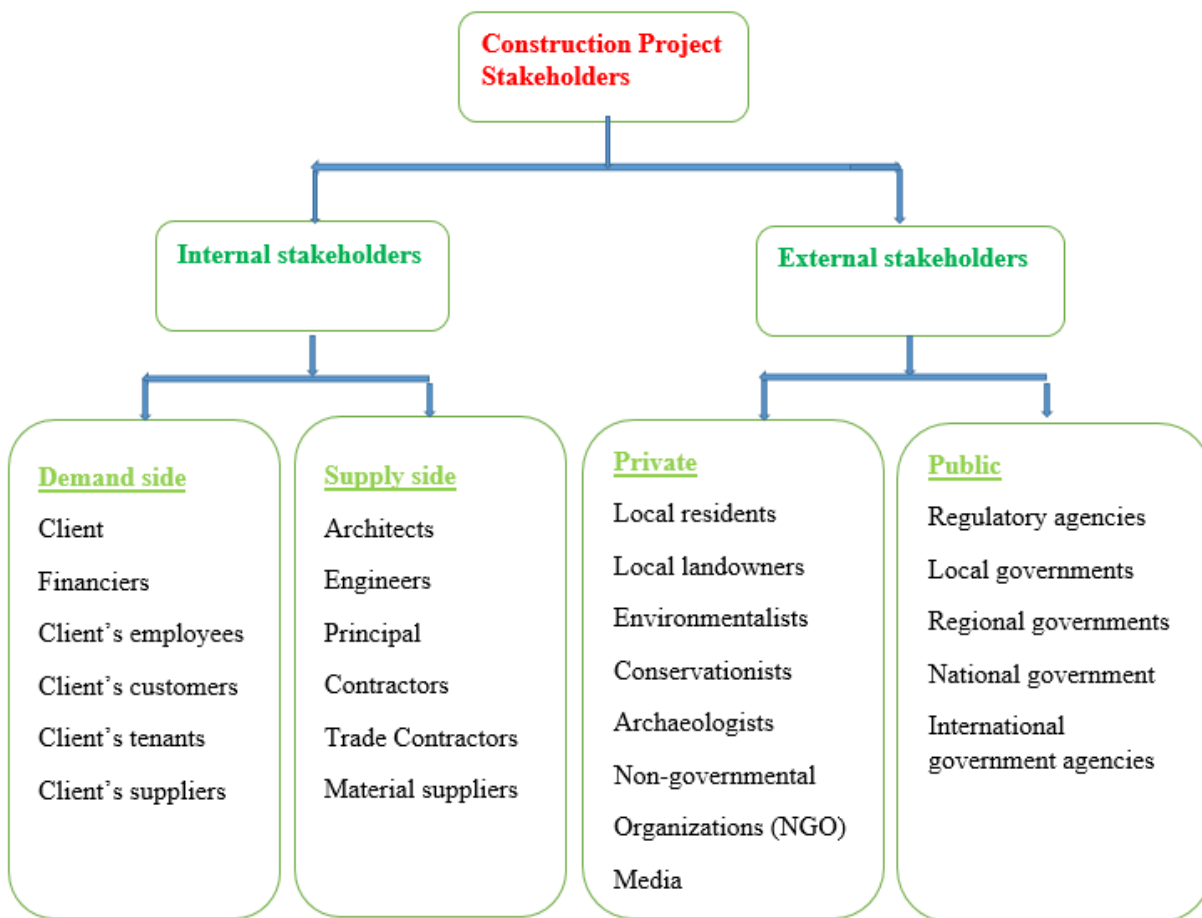 Construction Project
Stakeholders
Internal stakeholders
External stakeholders
Demand side
Client
Financiers
Client’s employees
Client’s customers
Client’s tenants
Client’s suppliers
Supply side
Architects
Engineers
Principal
Contractors
Trade Contractors
Material suppliers
Private
Local residents
Local landowners
Environmentalists
Conservationists
Archaeologists
Non-governmental
Organizations (NGO)
Media
Public
Regulatory agencies
Local governments
Regional governments
National government
International
government agencies